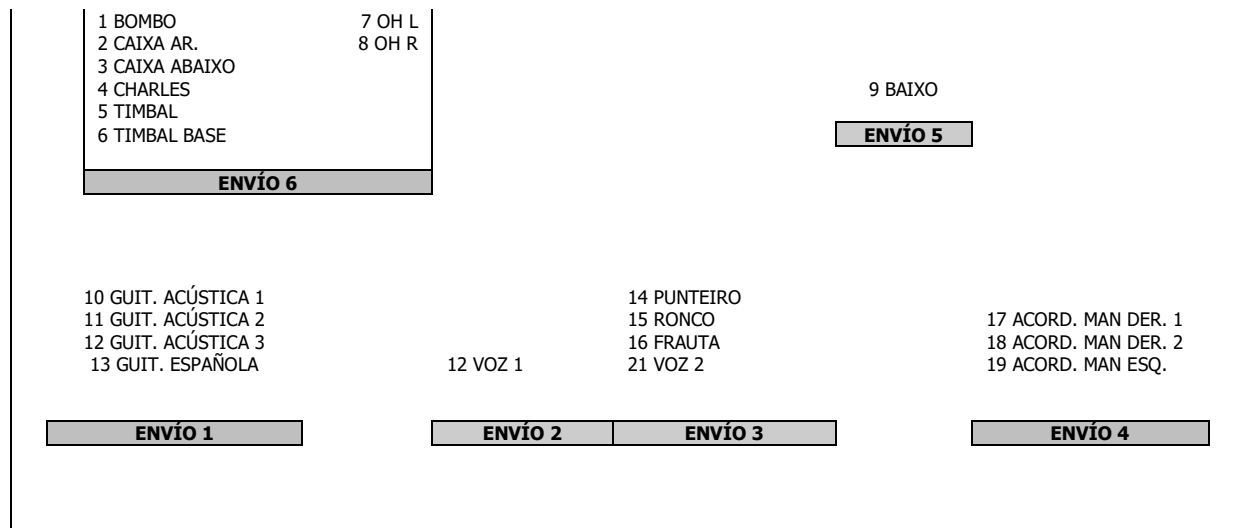 1 BOMBO 7 OH L
2 CAIXA AR. 8 OH R
3 CAIXA ABAIXO
4 CHARLES 9 BAIXO
5 TIMBAL
6 TIMBAL BASE ENVÍO 5
ENVÍO 6
10 GUIT. ACÚSTICA 1 14 PUNTEIRO
11 GUIT. ACÚSTICA 2 15 RONCO 17 ACORD. MAN DER. 1
12 GUIT. ACÚSTICA 3 16 FRAUTA 18 ACORD. MAN DER. 2
13 GUIT. ESPAÑOLA 12 VOZ 1 21 VOZ 2 19 ACORD. MAN ESQ.
ENVÍO 1 ENVÍO 2 ENVÍO 3 ENVÍO 4